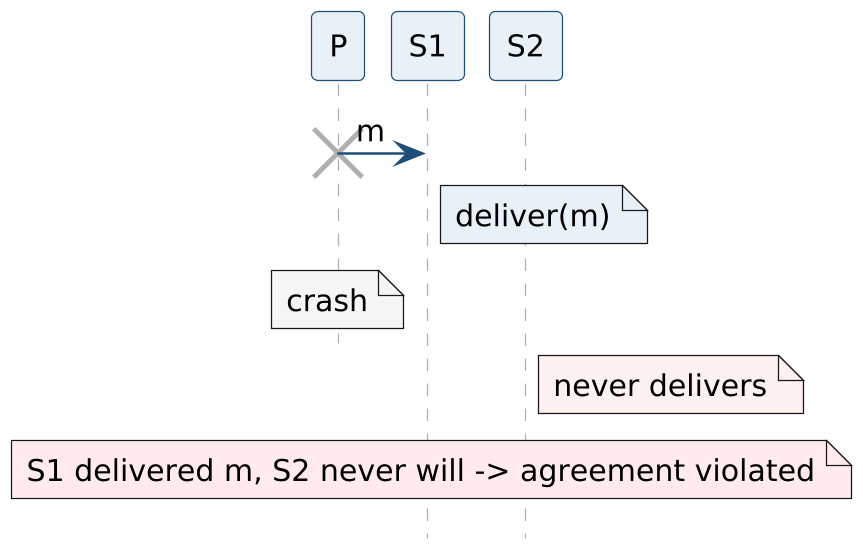 P S1 S2
m
deliver(m)
crash
never delivers
S1 delivered m, S2 never will -> agreement violated